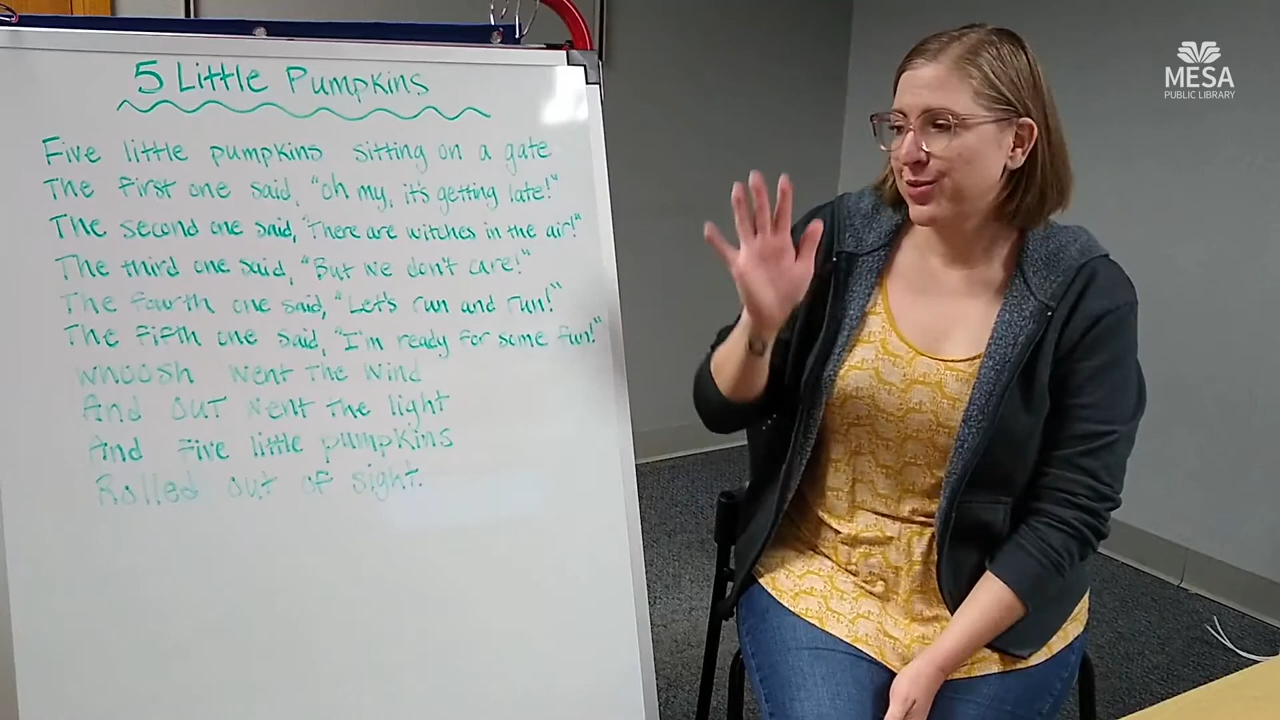 5 Little Pumpkins
Five little pumpkins sitting on a gate
The first one said, "oh my, it's getting late!"
The second one said, "There are witches in the air!"
The third one said, "But we don't care!"
The fourth one said, "Let's run and run!"
The fifth one said, "I'm ready for some fun!"
Whoosh went the wind
And out went the light
And five little pumpkins
Rolled out of sight.
MESA
PUBLIC LIBRARY